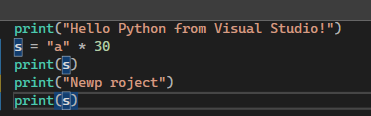 print("Hello Python from Visual Studio!")
s = "a" * 30
print(s)
print("Newp roject")
print(s)